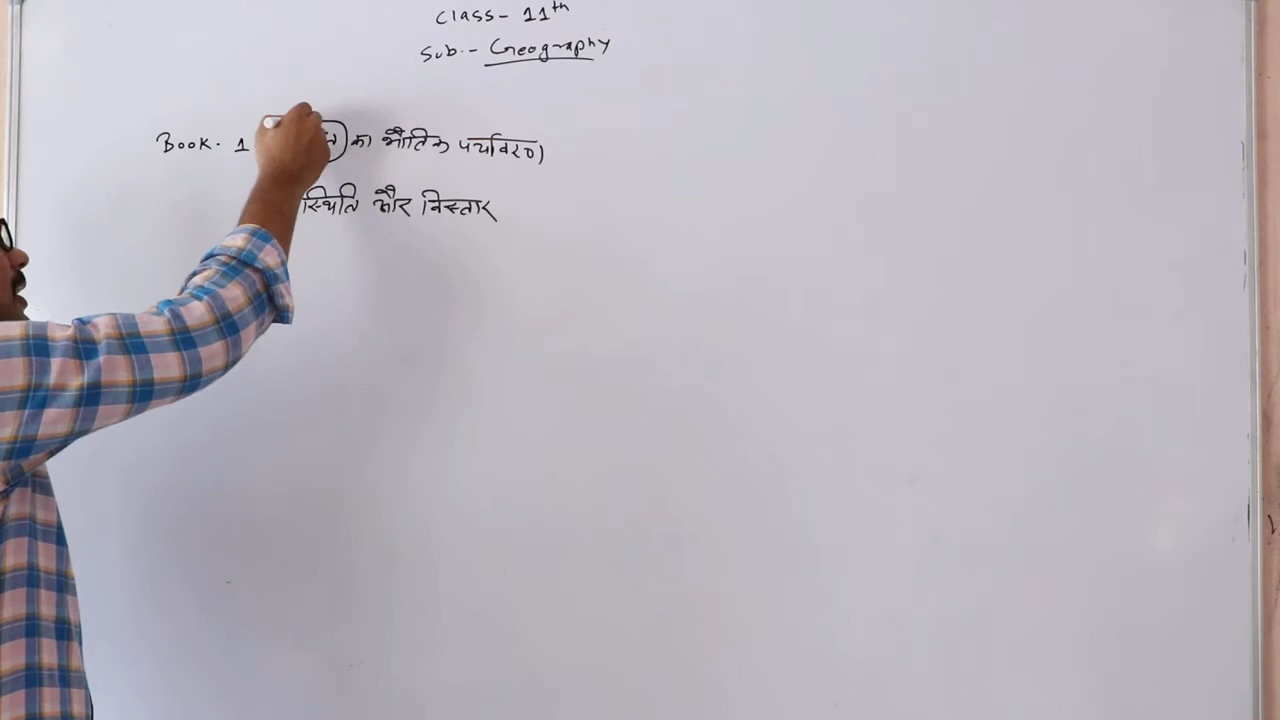 Class- 11th
Sub.- Geography
Book. 1 का भौतिक पर्यावरण)
स्थिति और विस्तार